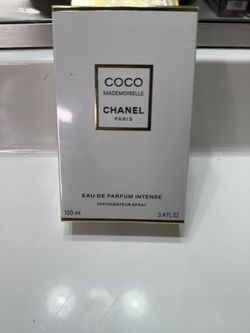 COCO
MADEMOISELLE
CHANEL
PARIS
EAU DE PARFUM INTENSE
VAPORISATEUR SPRAY
100 ml 3.4 FL.OZ